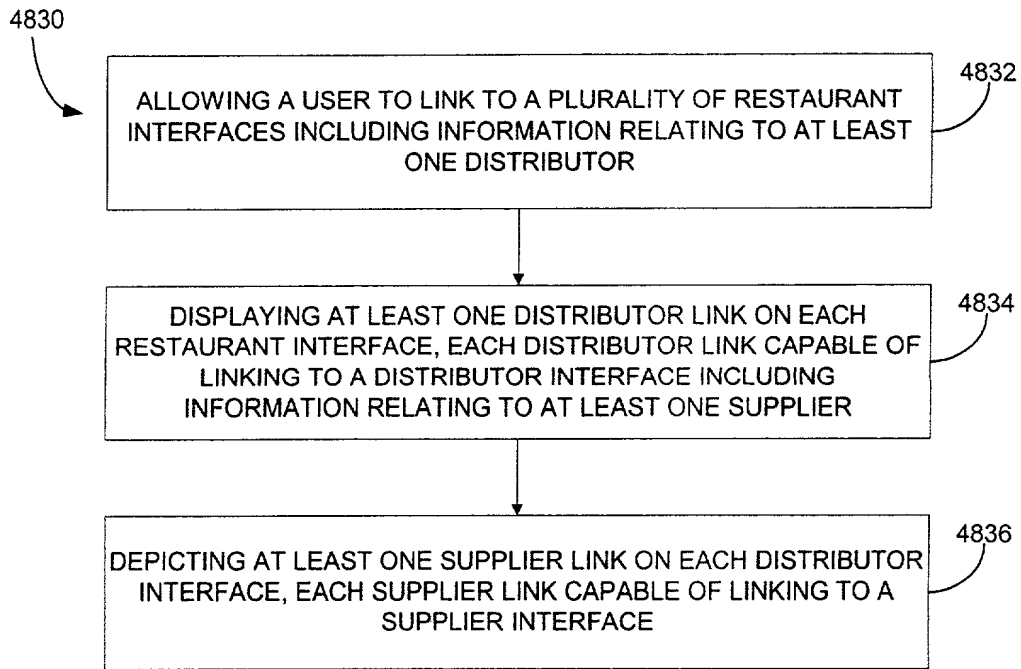 4830
4832
ALLOWING A USER TO LINK TO A PLURALITY OF RESTAURANT
INTERFACES INCLUDING INFORMATION RELATING TO AT LEAST
ONE DISTRIBUTOR
4834
DISPLAYING AT LEAST ONE DISTRIBUTOR LINK ON EACH
RESTAURANT INTERFACE, EACH DISTRIBUTOR LINK CAPABLE OF
LINKING TO A DISTRIBUTOR INTERFACE INCLUDING
INFORMATION RELATING TO AT LEAST ONE SUPPLIER
4836
DEPICTING AT LEAST ONE SUPPLIER LINK ON EACH DISTRIBUTOR
INTERFACE, EACH SUPPLIER LINK CAPABLE OF LINKING TO A
SUPPLIER INTERFACE